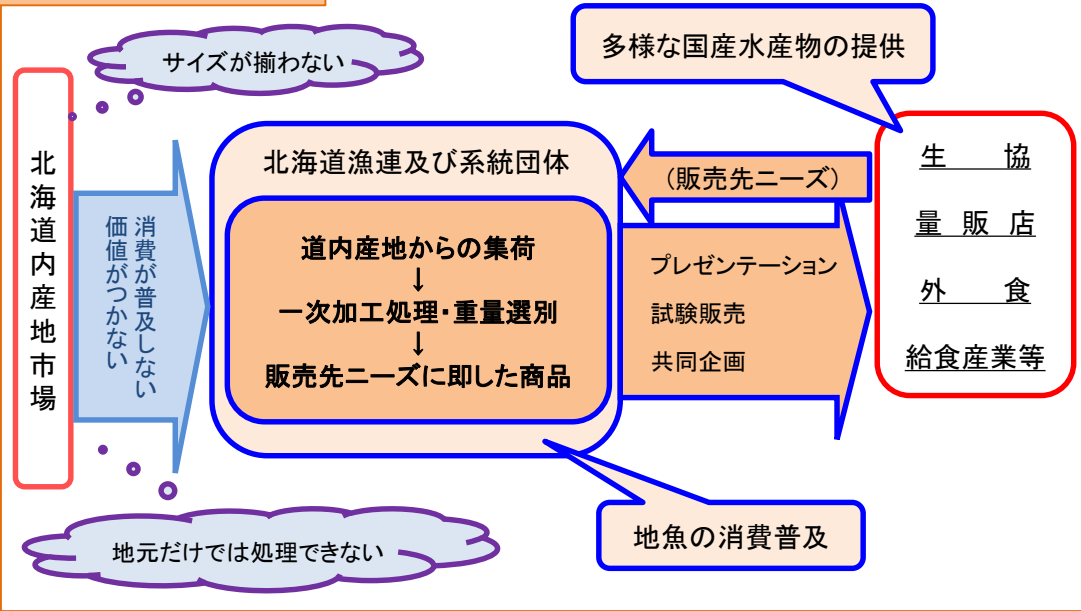 サイズが揃わない
多様な国産水産物の提供
北海道内産地市場
消費が普及しない
価値がつかない
北海道漁連及び系統団体
道内産地からの集荷
↓
一次加工処理・重量選別
↓
販売先ニーズに即した商品
(販売先ニーズ)
プレゼンテーション
試験販売
共同企画
生　協
量 販 店
外　食
給食産業等
地元だけでは処理できない
地魚の消費普及